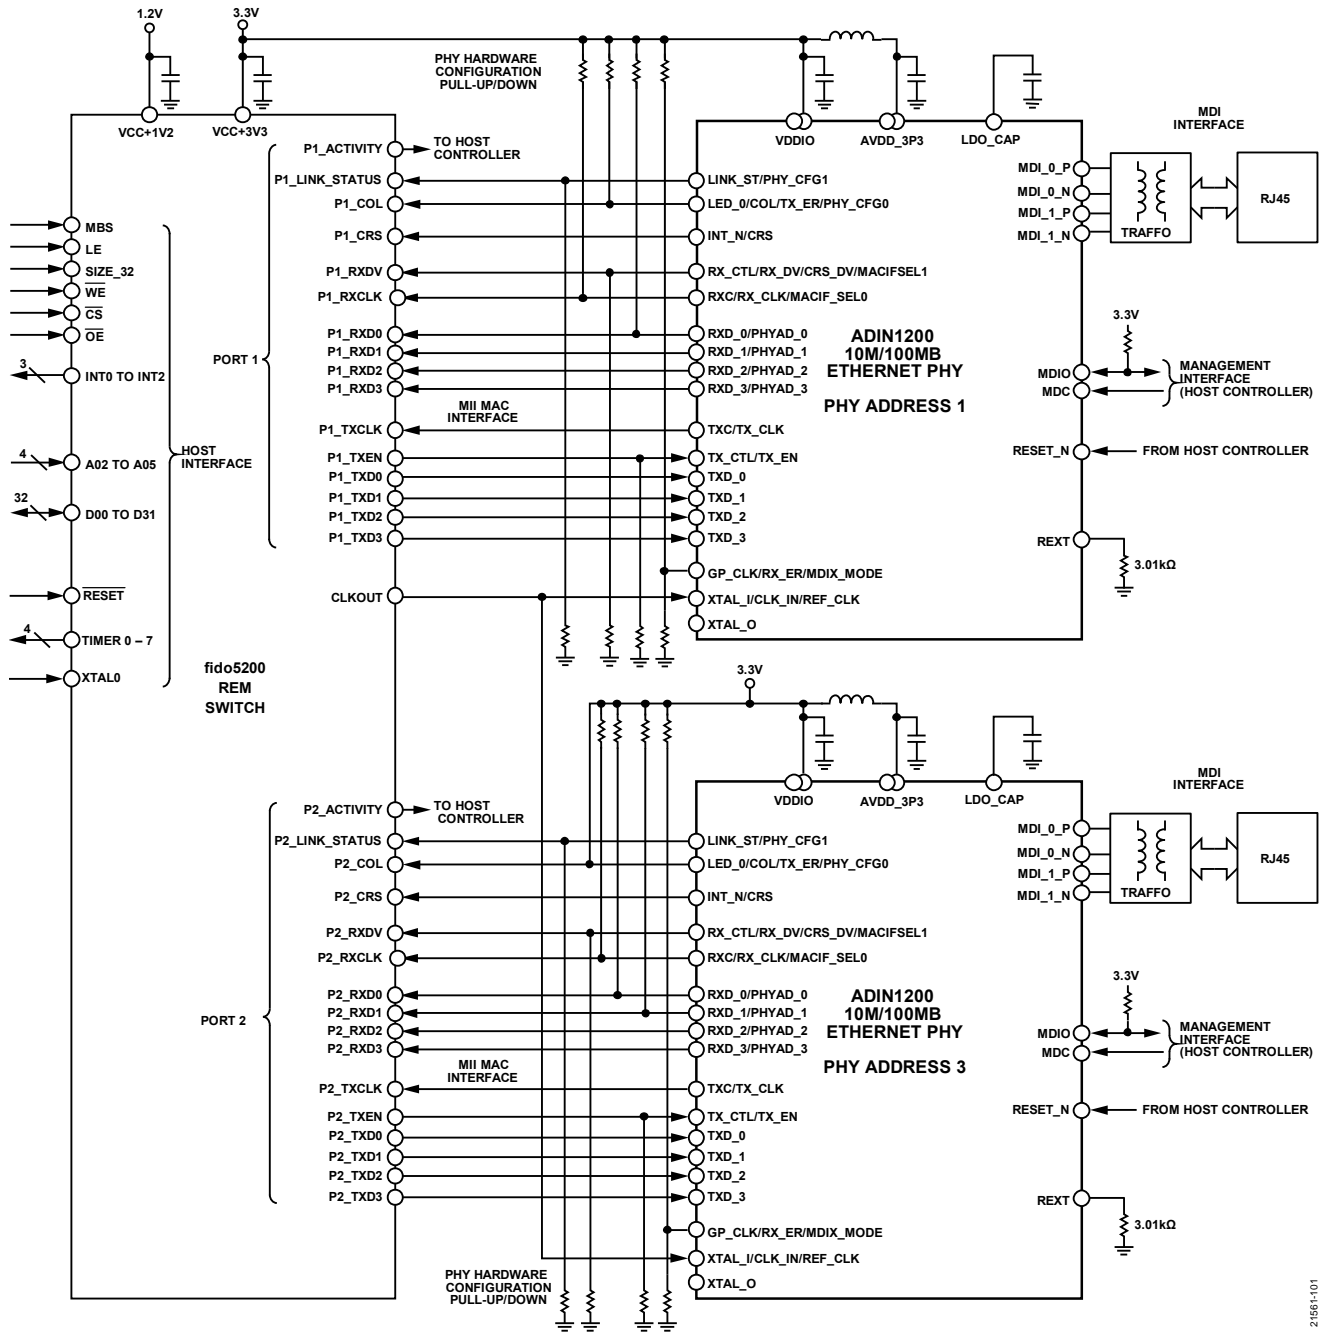 1.2V
3.3V
PHY HARDWARE
CONFIGURATION
PULL-UP/DOWN
VCC+1V2
VCC+3V3
VDDIO
AVDD_3P3
LDO_CAP
MDI
INTERFACE
P1_ACTIVITY
TO HOST
CONTROLLER
P1_LINK_STATUS
P1_COL
P1_CRS
P1_RXDV
P1_RXCLK
P1_RXD0
P1_RXD1
P1_RXD2
P1_RXD3
MII MAC
INTERFACE
P1_TXCLK
P1_TXEN
P1_TXD0
P1_TXD1
P1_TXD2
P1_TXD3
CLKOUT
PORT 1
MBS
LE
SIZE_32
WE
CS
OE
3
INT0 TO INT2
4
A02 TO A05
HOST
INTERFACE
32
D00 TO D31
RESET
4
TIMER 0 – 7
XTAL0
fido5200
REM
SWITCH
LINK_ST/PHY_CFG1
LED_0/COL/TX_ER/PHY_CFG0
INT_N/CRS
RX_CTL/RX_DV/CRS_DV/MACIFSEL1
RXC/RX_CLK/MACIF_SEL0
RXD_0/PHYAD_0
RXD_1/PHYAD_1
RXD_2/PHYAD_2
RXD_3/PHYAD_3
TXC/TX_CLK
TX_CTL/TX_EN
TXD_0
TXD_1
TXD_2
TXD_3
GP_CLK/RX_ER/MDIX_MODE
XTAL_I/CLK_IN/REF_CLK
XTAL_O
ADIN1200
10M/100MB
ETHERNET PHY
PHY ADDRESS 1
MDI_0_P
MDI_0_N
MDI_1_P
MDI_1_N
TRAFFO
RJ45
3.3V
MDIO
MDC
MANAGEMENT
INTERFACE
(HOST CONTROLLER)
RESET_N
FROM HOST CONTROLLER
REXT
3.01kΩ
3.3V
VDDIO
AVDD_3P3
LDO_CAP
MDI
INTERFACE
P2_ACTIVITY
TO HOST
CONTROLLER
P2_LINK_STATUS
P2_COL
P2_CRS
P2_RXDV
P2_RXCLK
P2_RXD0
P2_RXD1
P2_RXD2
P2_RXD3
MII MAC
INTERFACE
P2_TXCLK
P2_TXEN
P2_TXD0
P2_TXD1
P2_TXD2
P2_TXD3
PORT 2
LINK_ST/PHY_CFG1
LED_0/COL/TX_ER/PHY_CFG0
INT_N/CRS
RX_CTL/RX_DV/CRS_DV/MACIFSEL1
RXC/RX_CLK/MACIF_SEL0
RXD_0/PHYAD_0
RXD_1/PHYAD_1
RXD_2/PHYAD_2
RXD_3/PHYAD_3
TXC/TX_CLK
TX_CTL/TX_EN
TXD_0
TXD_1
TXD_2
TXD_3
GP_CLK/RX_ER/MDIX_MODE
XTAL_I/CLK_IN/REF_CLK
XTAL_O
ADIN1200
10M/100MB
ETHERNET PHY
PHY ADDRESS 3
MDI_0_P
MDI_0_N
MDI_1_P
MDI_1_N
TRAFFO
RJ45
3.3V
MDIO
MDC
MANAGEMENT
INTERFACE
(HOST CONTROLLER)
RESET_N
FROM HOST CONTROLLER
REXT
3.01kΩ
PHY HARDWARE
CONFIGURATION
PULL-UP/DOWN
21561-101